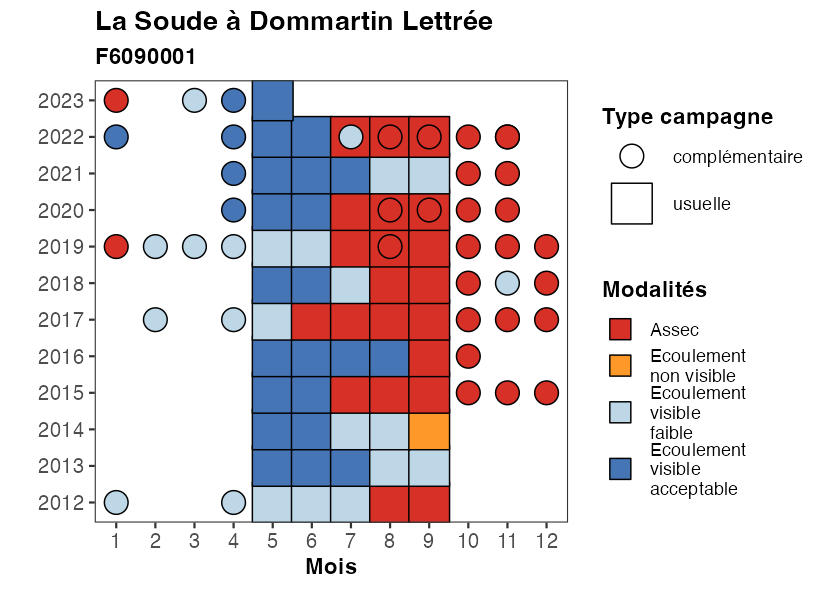 La Soude à Dommartin Lettrée
F6090001
2023
2022
2021
2020
2019
2018
2017
2016
2015
2014
2013
2012
1 2 3 4 5 6 7 8 9 10 11 12
Mois
Type campagne
complémentaire
usuelle
Modalités
Assec
Ecoulement
non visible
Ecoulement
visible
faible
Ecoulement
visible
acceptable